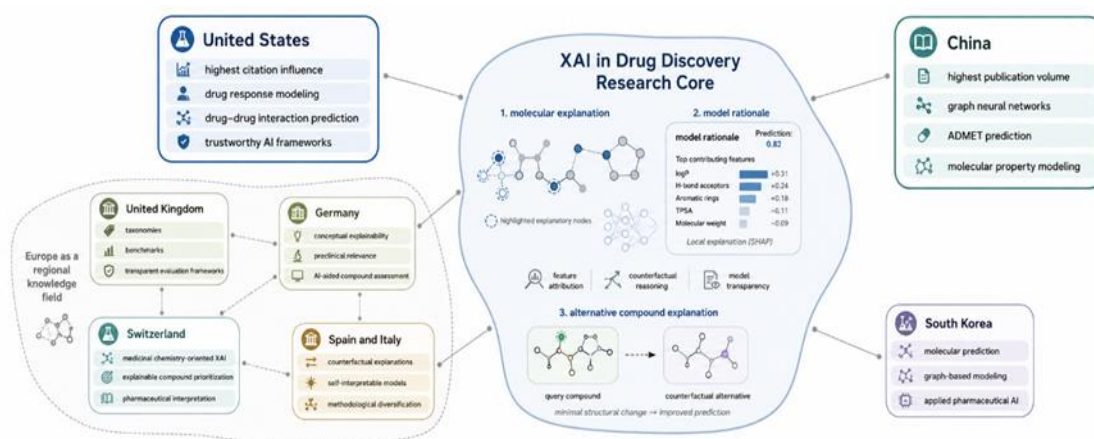 United States
highest citation influence
drug response modeling
drug–drug interaction prediction
trustworthy AI frameworks
XAI in Drug Discovery
Research Core
1. molecular explanation
highlighted explanatory nodes
2. model rationale
model rationale
Prediction:
0.82
Top contributing features
logP +0.31
H-bond acceptors +0.24
Aromatic rings +0.18
TPSA −0.11
Molecular weight −0.09
Local explanation (SHAP)
feature
attribution
counterfactual
reasoning
model
transparency
3. alternative compound explanation
query compound
counterfactual alternative
minimal structural change → improved prediction
China
highest publication volume
graph neural networks
ADMET prediction
molecular property modeling
Europe as a
regional
knowledge
field
United Kingdom
taxonomies
benchmarks
transparent evaluation frameworks
Germany
conceptual explainability
preclinical relevance
AI-aided compound assessment
Switzerland
medicinal chemistry-oriented XAI
explainable compound prioritization
pharmaceutical interpretation
Spain and Italy
counterfactual explanations
self-interpretable models
methodological diversification
South Korea
molecular prediction
graph-based modeling
applied pharmaceutical AI